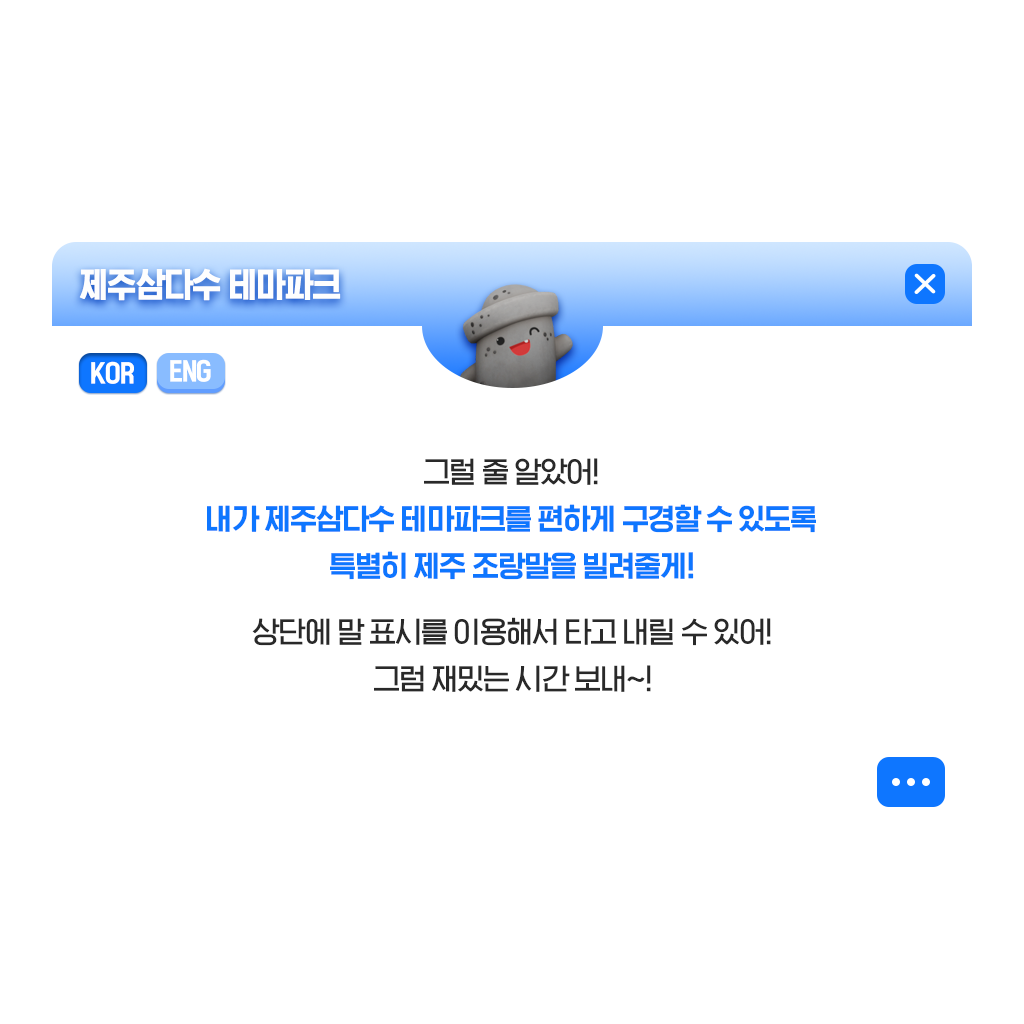 제주삼다수 테마파크
KOR ENG
그럴 줄 알았어!
내가 제주삼다수 테마파크를 편하게 구경할 수 있도록
특별히 제주 조랑말을 빌려줄게!
상단에 말 표시를 이용해서 타고 내릴 수 있어!
그럼 재밌는 시간 보내~!